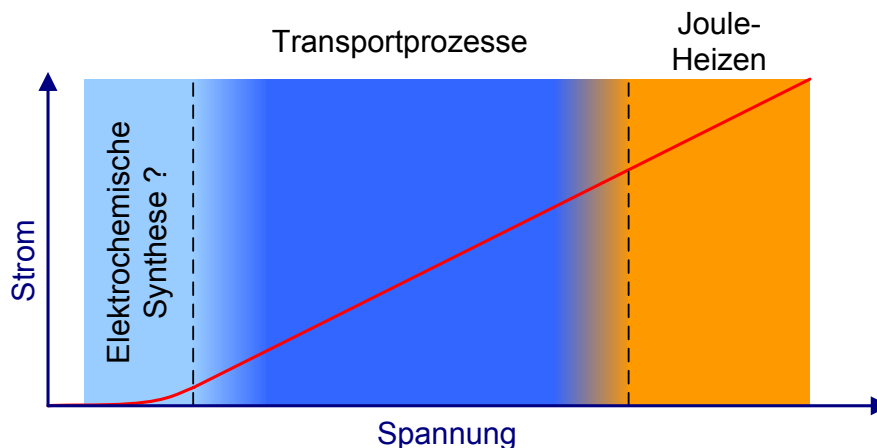 Transportprozesse
Joule-
Heizen
Elektrochemische
Synthese ?
Strom
Spannung